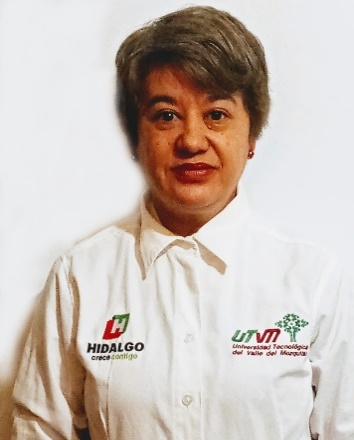 HIDALGO
crece contigo
UTVM
Universidad Tecnológica
del Valle del Mezquital